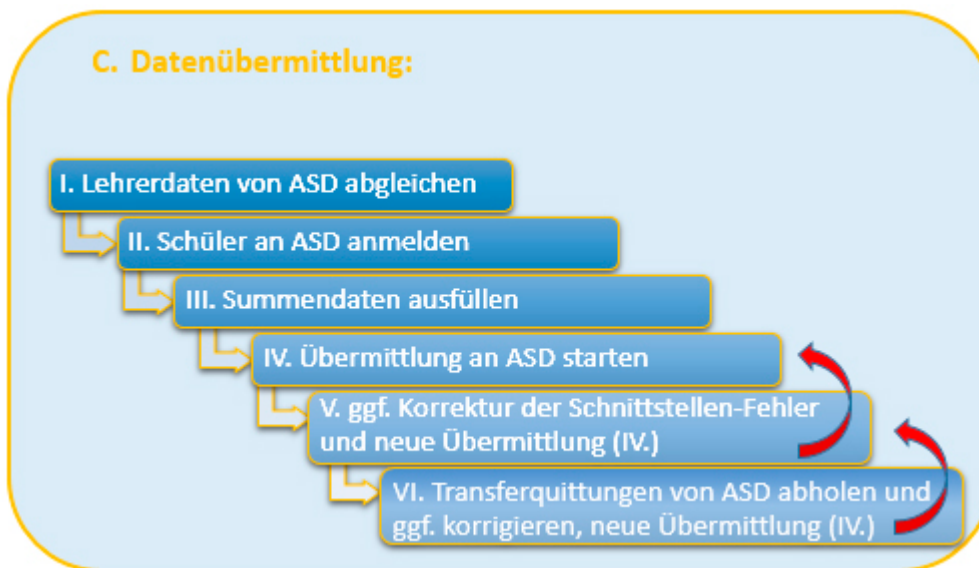 C. Datenübermittlung:
I. Lehrerdaten von ASD abgleichen
II. Schüler an ASD anmelden
III. Summendaten ausfüllen
IV. Übermittlung an ASD starten
V. ggf. Korrektur der Schnittstellen-Fehler
und neue Übermittlung (IV.)
VI. Transferquittungen von ASD abholen und
ggf. korrigieren, neue Übermittlung (IV.)